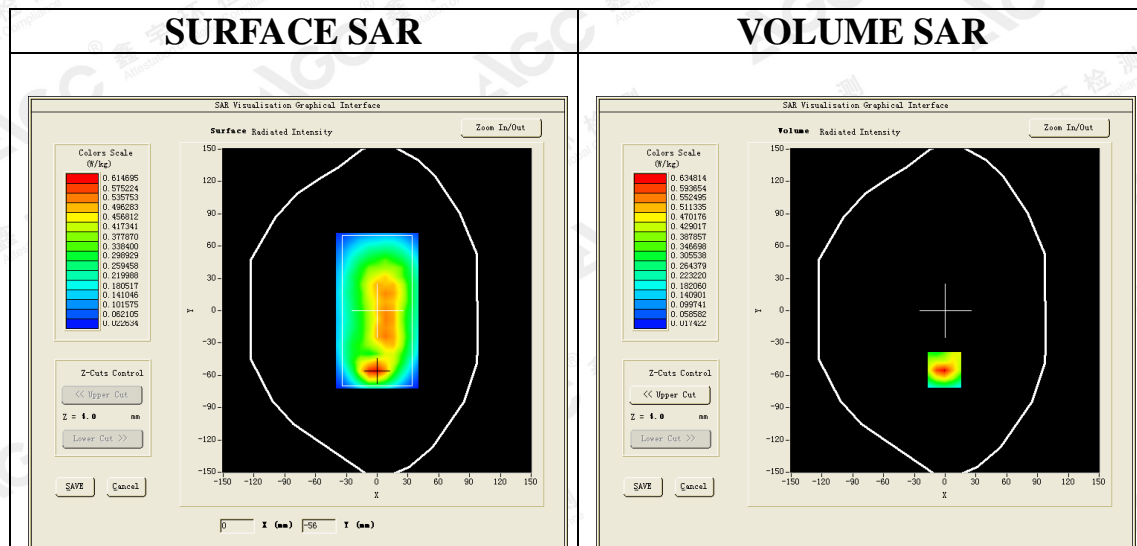 SURFACE SAR
VOLUME SAR
SAR Visualisation Graphical Interface
Surface Radiated Intensity
Zoom In/Out
Colors Scale
(W/kg)
0.614695
0.575224
0.535753
0.496283
0.456812
0.417341
0.377870
0.338400
0.298929
0.259458
0.219988
0.180517
0.141046
0.101575
0.062105
0.022634
150
120
90
60
30
0
-30
-60
-90
-120
-150
Y
-150 -120 -90 -60 -30 0 30 60 90 120 150
X
Z-Cuts Control
<< Upper Cut
Z = 4.0 mm
Lower Cut >>
SAVE
Cancel
0 X (mm) -56 Y (mm)
SAR Visualisation Graphical Interface
Volume Radiated Intensity
Zoom In/Out
Colors Scale
(W/kg)
0.634814
0.593654
0.552495
0.511335
0.470176
0.429017
0.387857
0.346698
0.305538
0.264379
0.223220
0.182060
0.140901
0.099741
0.058582
0.017422
150
120
90
60
30
0
-30
-60
-90
-120
-150
Y
-150 -120 -90 -60 -30 0 30 60 90 120 150
X
Z-Cuts Control
<< Upper Cut
Z = 4.0 mm
Lower Cut >>
SAVE
Cancel